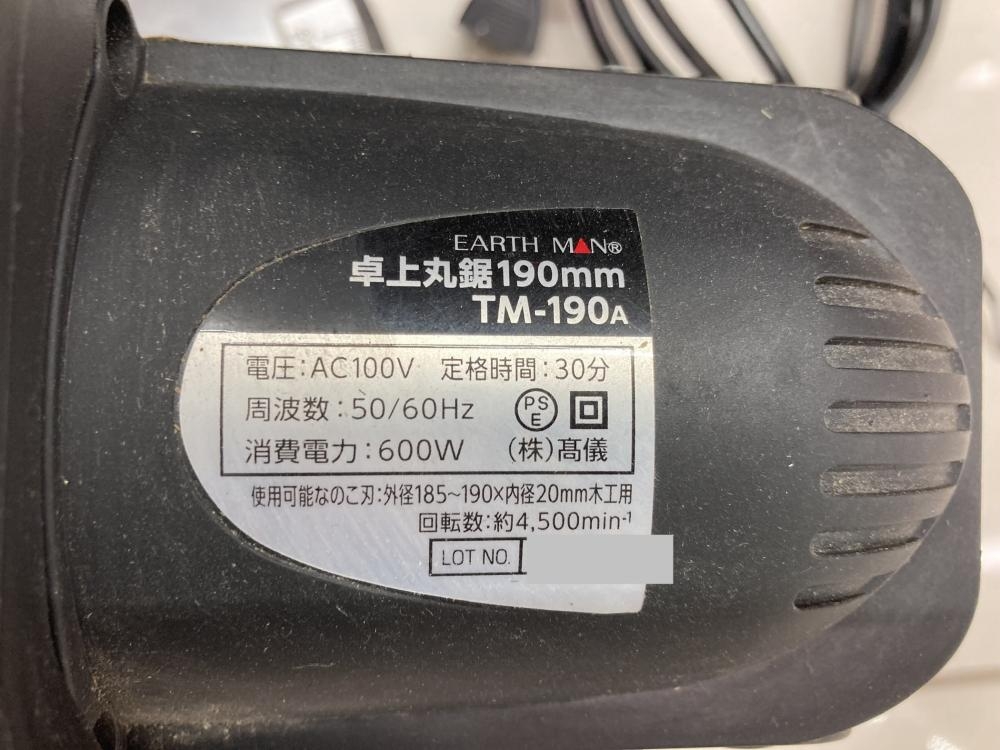 EARTH MAN®
卓上丸鋸190mm
TM-190A
電圧:AC100V 定格時間:30分
周波数:50/60Hz PSE
消費電力:600W (株)髙儀
使用可能なのこ刃:外径185~190×内径20mm木工用
回転数:約4,500min⁻¹
LOT NO.